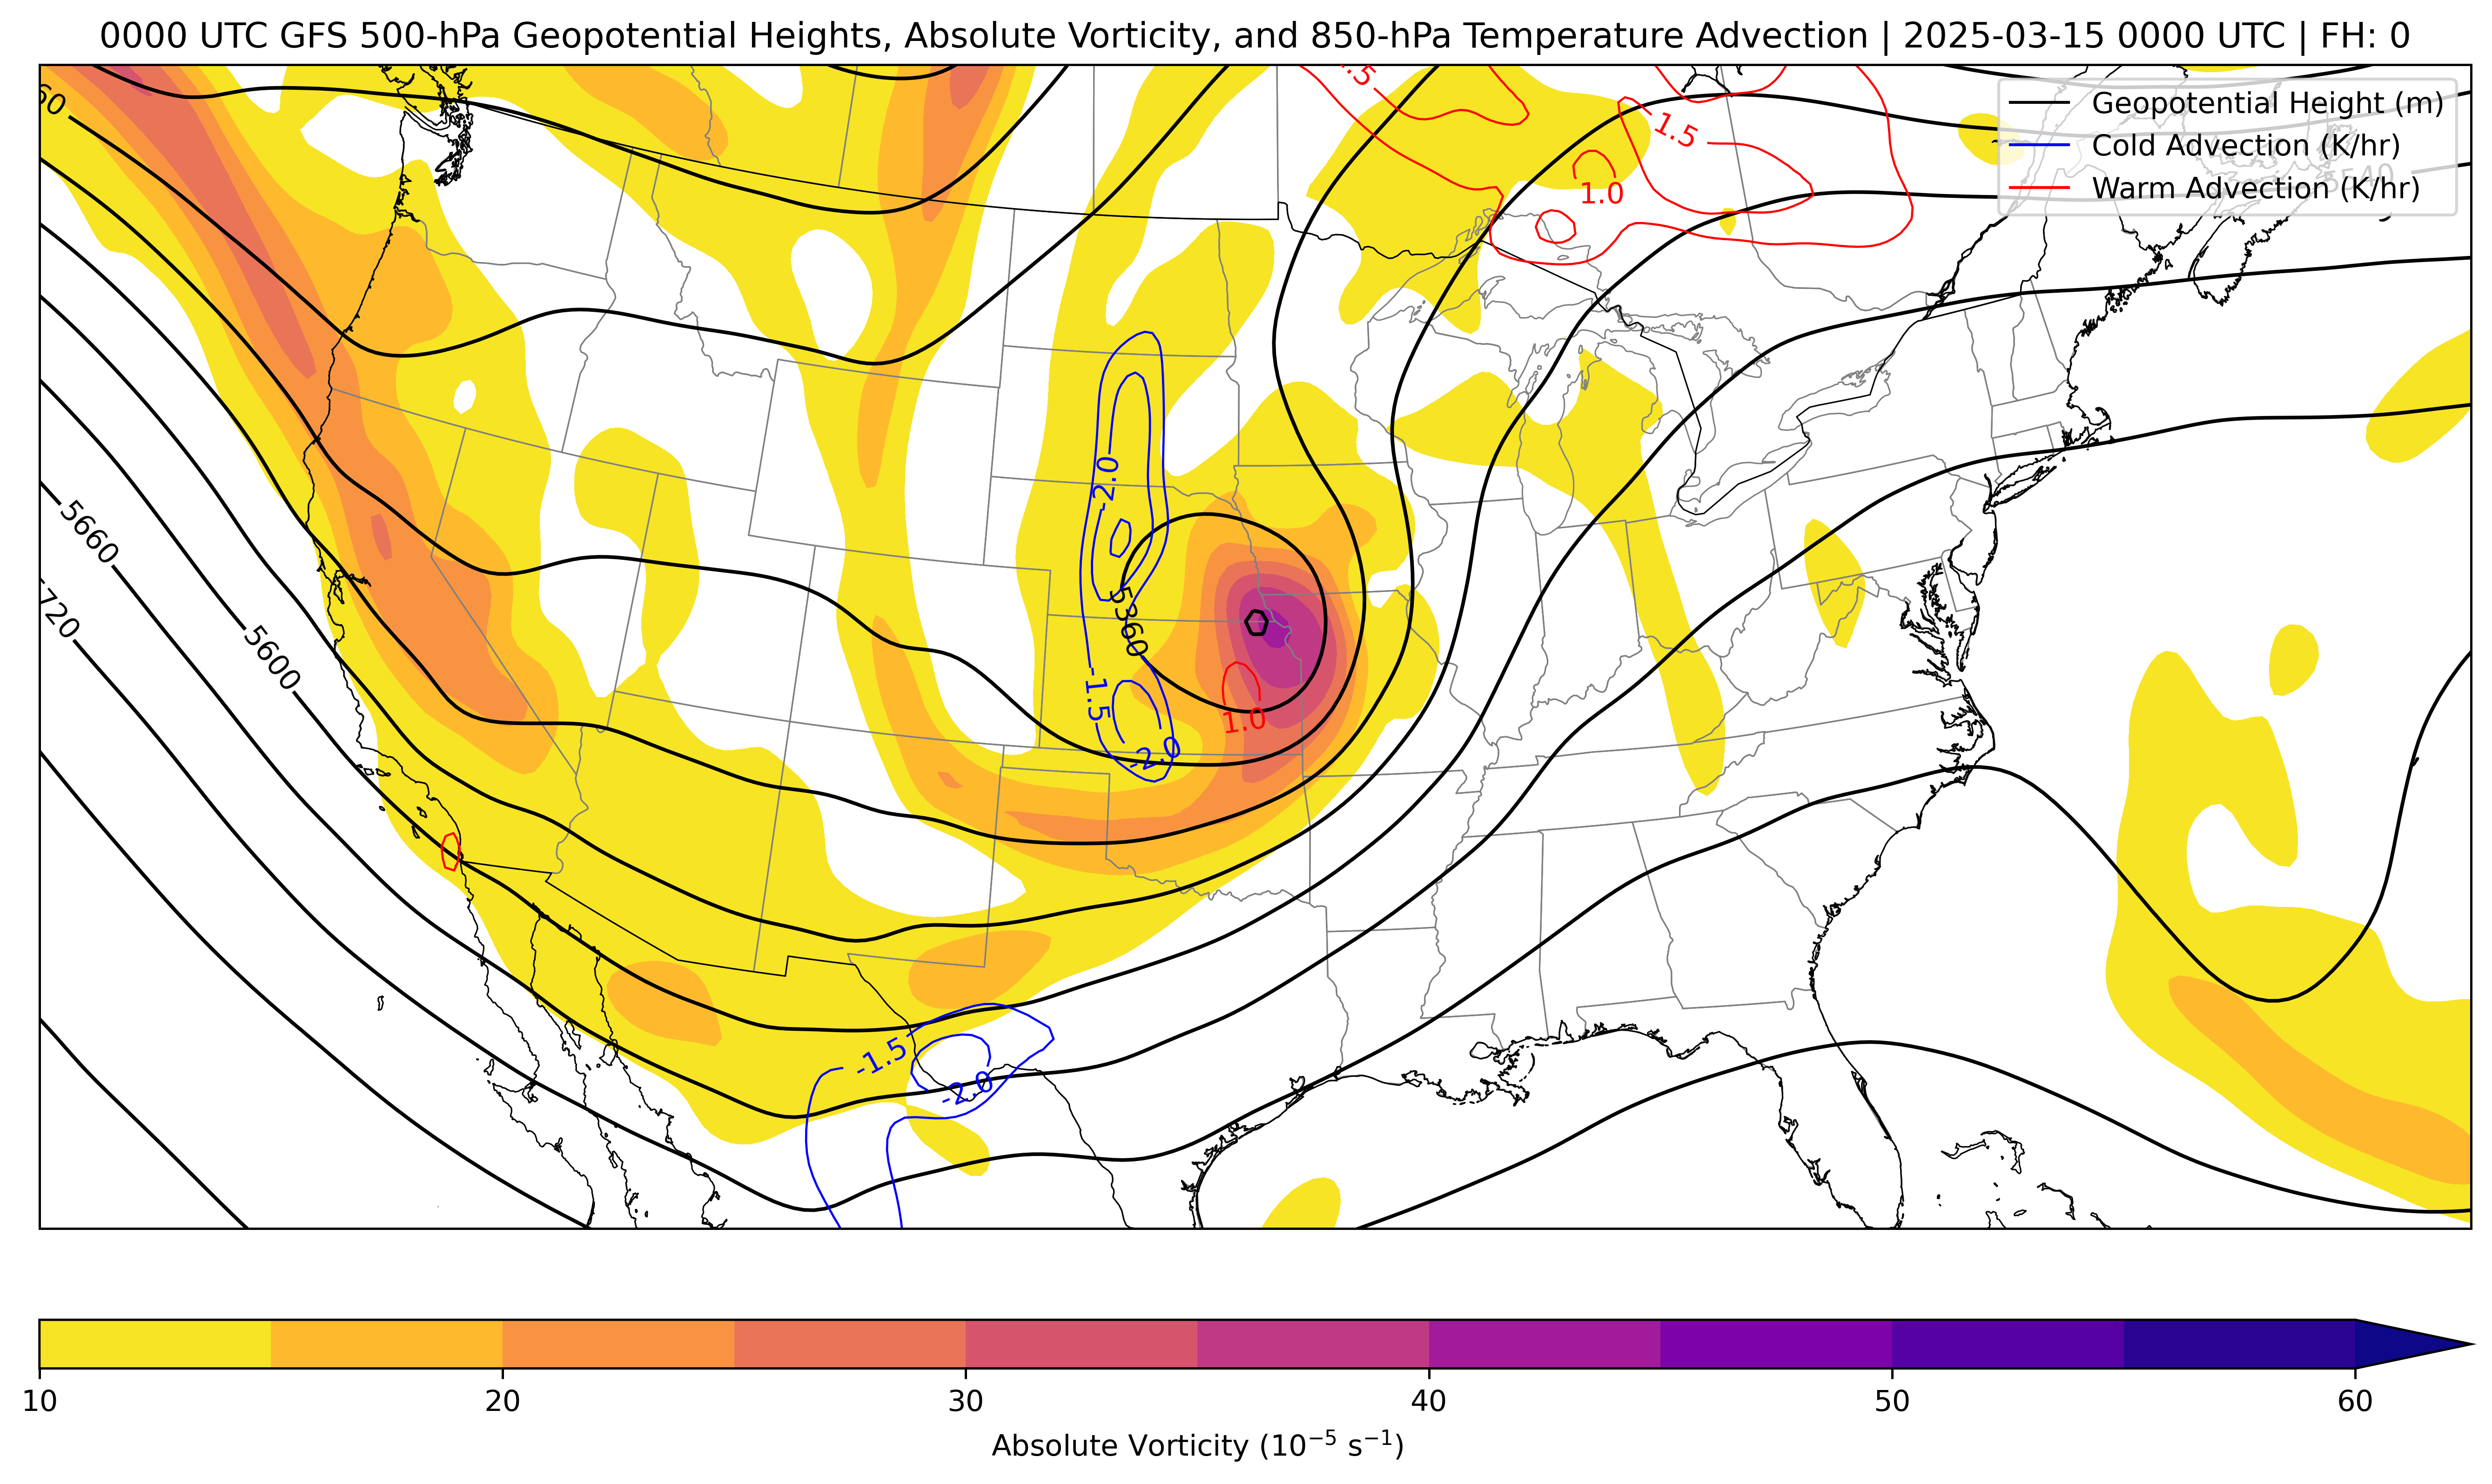 0000 UTC GFS 500-hPa Geopotential Heights, Absolute Vorticity, and 850-hPa Temperature Advection | 2025-03-15 0000 UTC | FH: 0
Geopotential Height (m)
Cold Advection (K/hr)
Warm Advection (K/hr)
60
1.5
1.5
1.0
5540
-2.0
5660
5360
720
5600
-1.5
1.0
-2.0
-1.5
-2.0
10 20 30 40 50 60
Absolute Vorticity (10⁻⁵ s⁻¹)